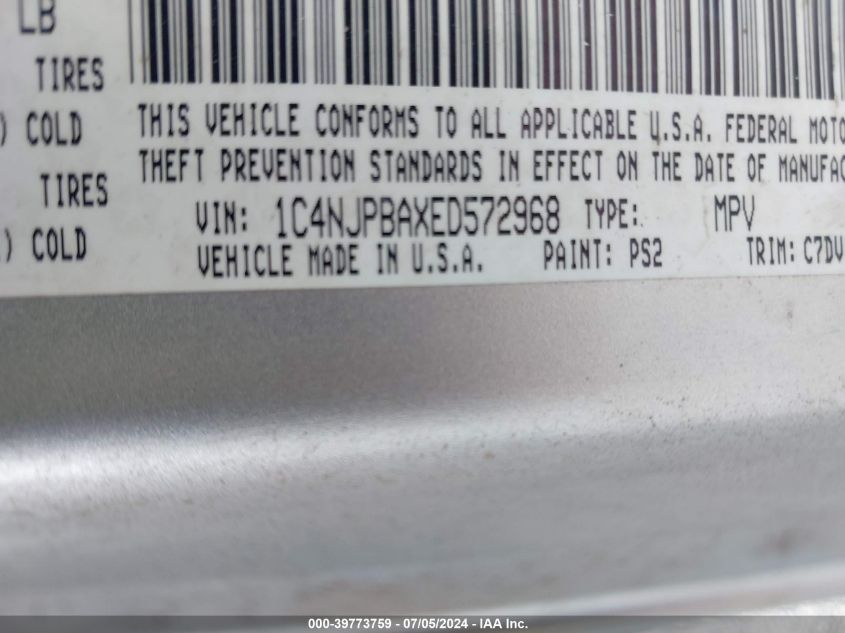 LB
TIRES
) COLD
TIRES
) COLD
THIS VEHICLE CONFORMS TO ALL APPLICABLE U.S.A. FEDERAL MOTO
THEFT PREVENTION STANDARDS IN EFFECT ON THE DATE OF MANUFAC
VIN: 1C4NJPBAXED572968 TYPE: MPV
VEHICLE MADE IN U.S.A. PAINT: PS2 TRIM: C7DV
000-39773759 - 07/05/2024 - IAA Inc.